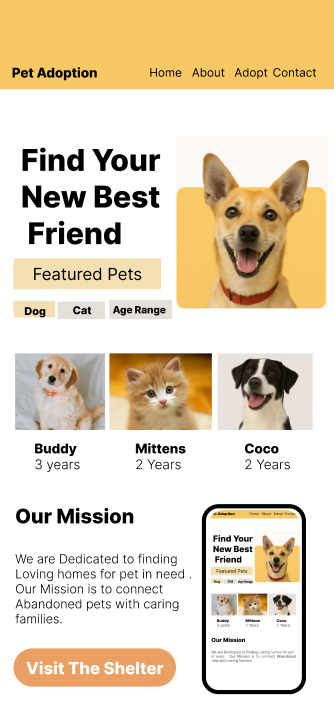 Pet Adoption Home About Adopt Contact
Find Your
New Best
Friend
Featured Pets
Dog Cat Age Range
Buddy Mittens Coco
3 years 2 Years 2 Years
Our Mission
We are Dedicated to finding
Loving homes for pet in need .
Our Mission is to connect
Abandoned pets with caring
families.
Visit The Shelter
Pet Adoption Home About Adopt Contact
Find Your
New Best
Friend
Featured Pets
Dog Cat Age Range
Buddy Mittens Coco
3 years 2 Years 2 Years
Our Mission
We are Dedicated to finding Loving homes for pet
in need . Our Mission is to connect Abandoned
pets with caring families.